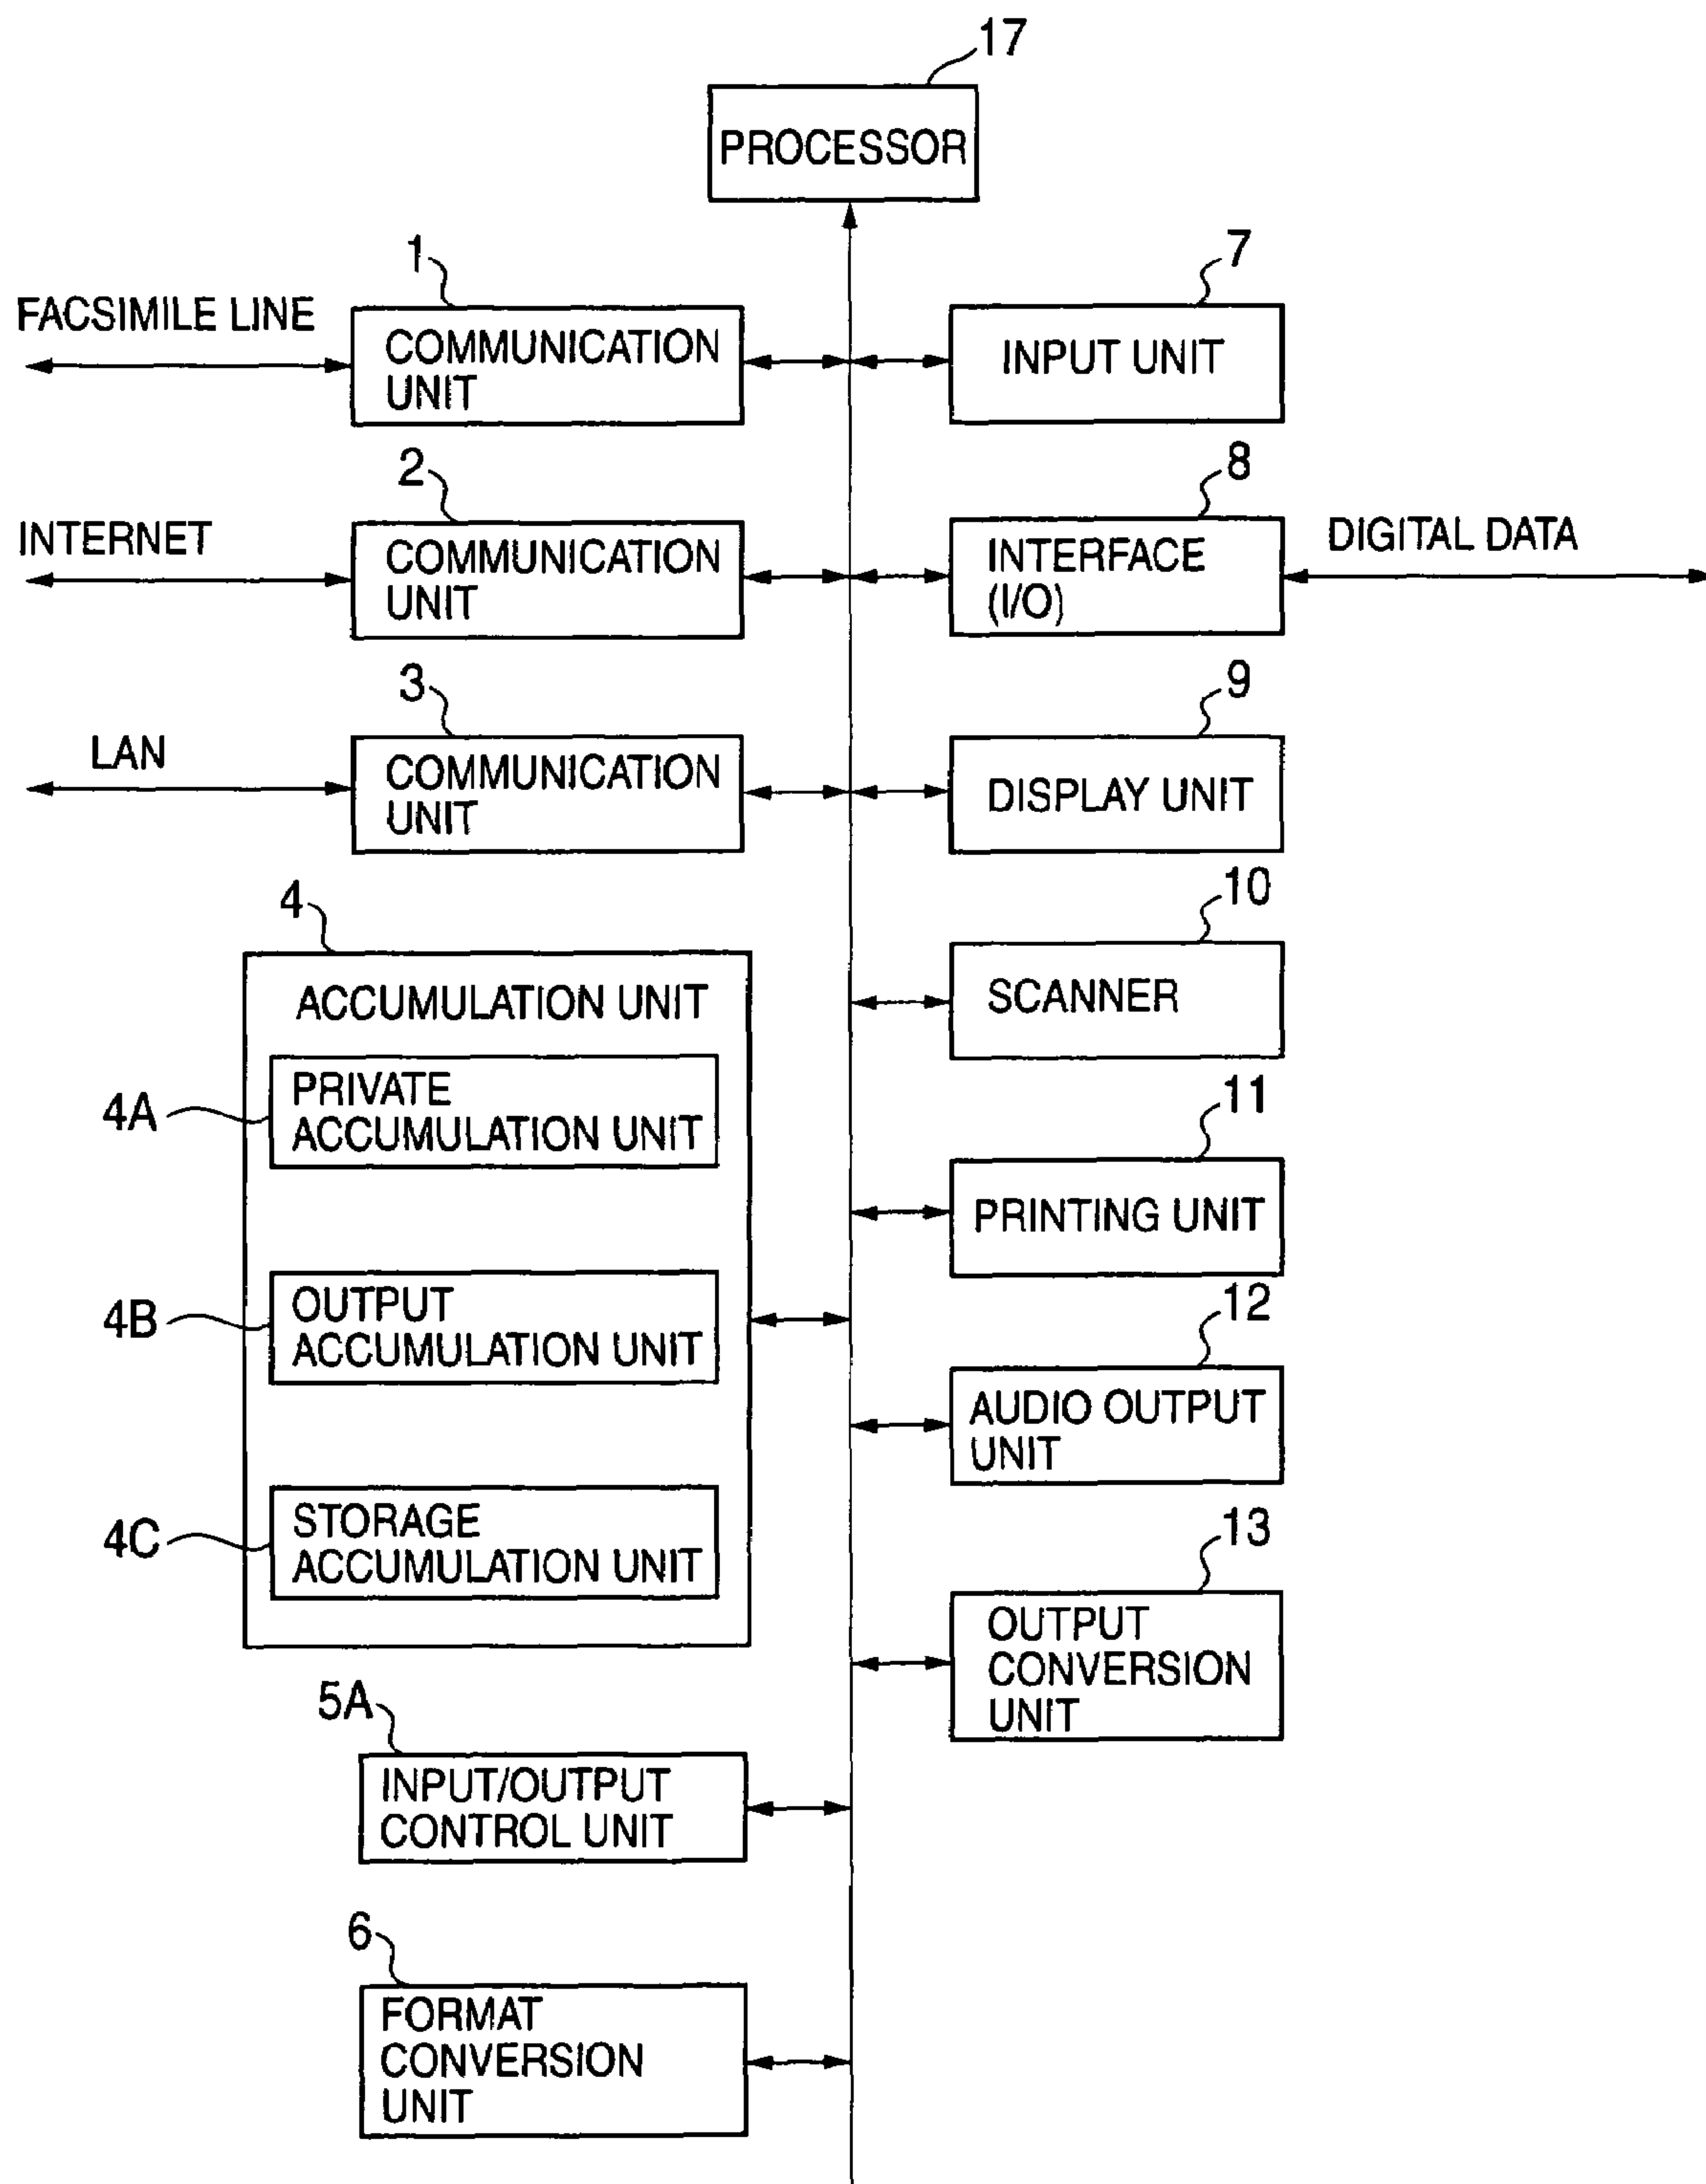 17
PROCESSOR
1
7
FACSIMILE LINE
COMMUNICATION
UNIT
INPUT UNIT
2
8
INTERNET
COMMUNICATION
UNIT
INTERFACE
(I/O)
DIGITAL DATA
3
9
LAN
COMMUNICATION
UNIT
DISPLAY UNIT
4
10
ACCUMULATION UNIT
SCANNER
4A
PRIVATE
ACCUMULATION UNIT
11
PRINTING UNIT
4B
OUTPUT
ACCUMULATION UNIT
12
AUDIO OUTPUT
UNIT
4C
STORAGE
ACCUMULATION UNIT
13
OUTPUT
CONVERSION
UNIT
5A
INPUT/OUTPUT
CONTROL UNIT
6
FORMAT
CONVERSION
UNIT